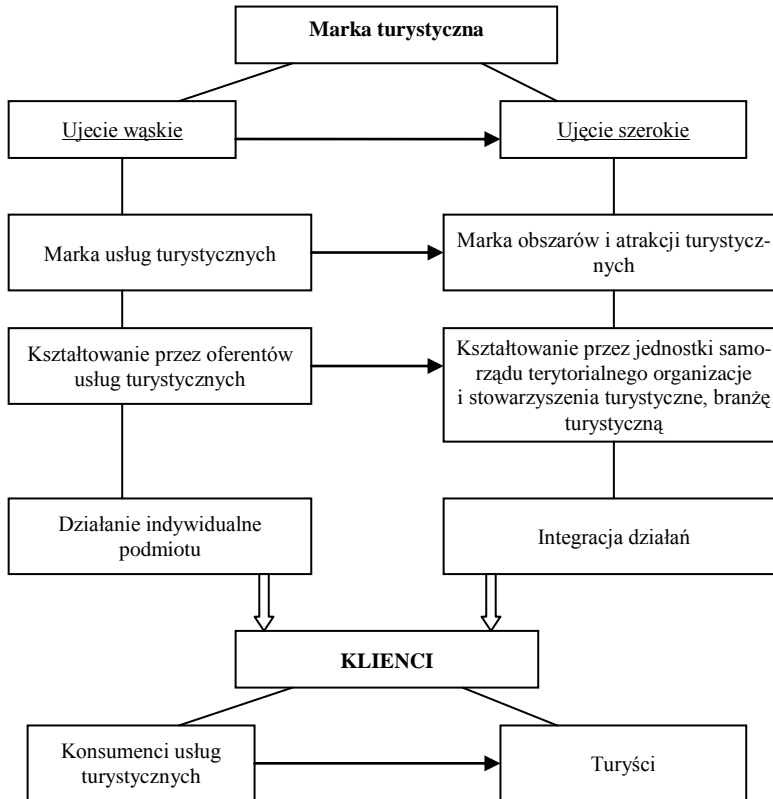 Marka turystyczna
Ujecie wąskie
Ujęcie szerokie
Marka usług turystycznych
Marka obszarów i atrakcji turystycz-
nych
Kształtowanie przez oferentów
usług turystycznych
Kształtowanie przez jednostki samo-
rządu terytorialnego organizacje
i stowarzyszenia turystyczne, branżę
turystyczną
Działanie indywidualne
podmiotu
Integracja działań
KLIENCI
Konsumenci usług
turystycznych
Turyści